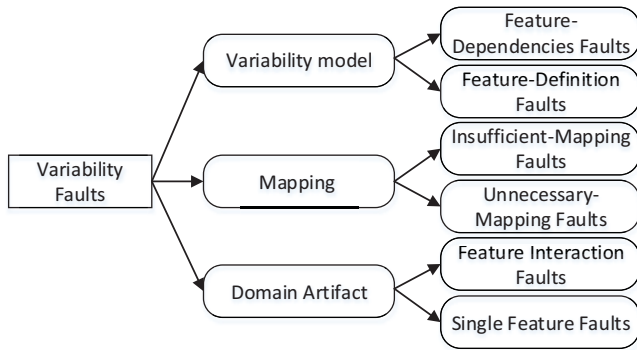 Variability
Faults
Variability model
Mapping
Domain Artifact
Feature-
Dependencies Faults
Feature-Definition
Faults
Insufficient-Mapping
Faults
Unnecessary-
Mapping Faults
Feature Interaction
Faults
Single Feature Faults